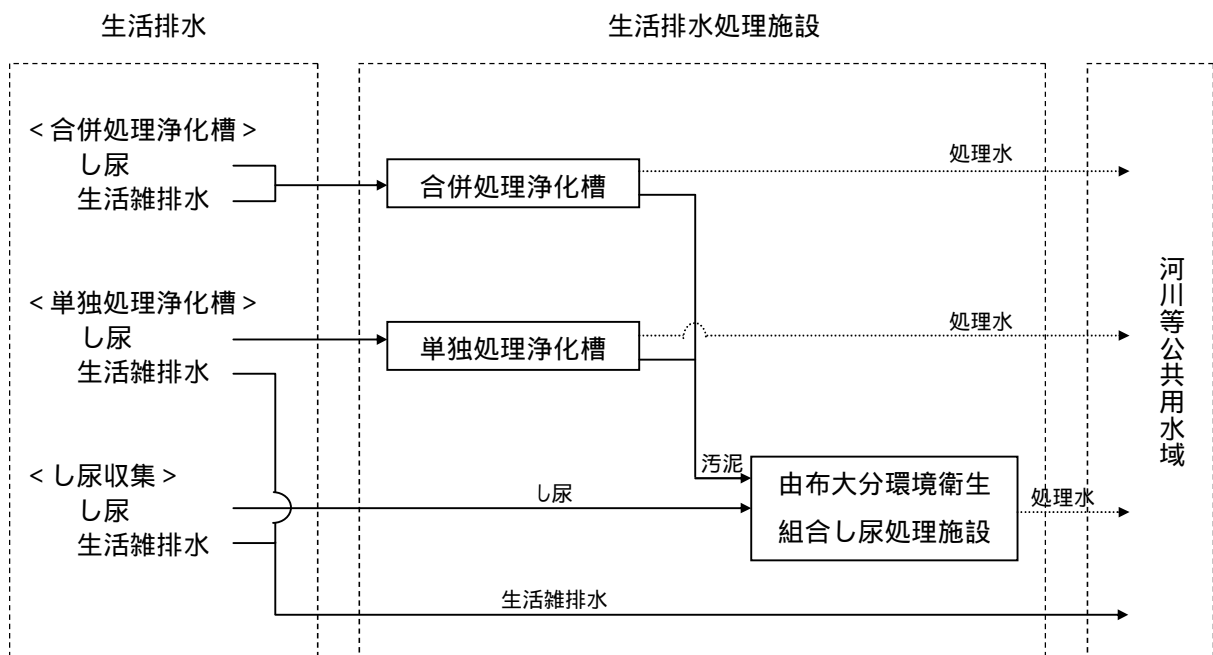 生活排水
生活排水処理施設
＜合併処理浄化槽＞
し尿
生活雑排水
合併処理浄化槽
処理水
＜単独処理浄化槽＞
し尿
生活雑排水
単独処理浄化槽
処理水
＜し尿収集＞
し尿
生活雑排水
し尿
汚泥
由布大分環境衛生
組合し尿処理施設
処理水
生活雑排水
河川等公共用水域